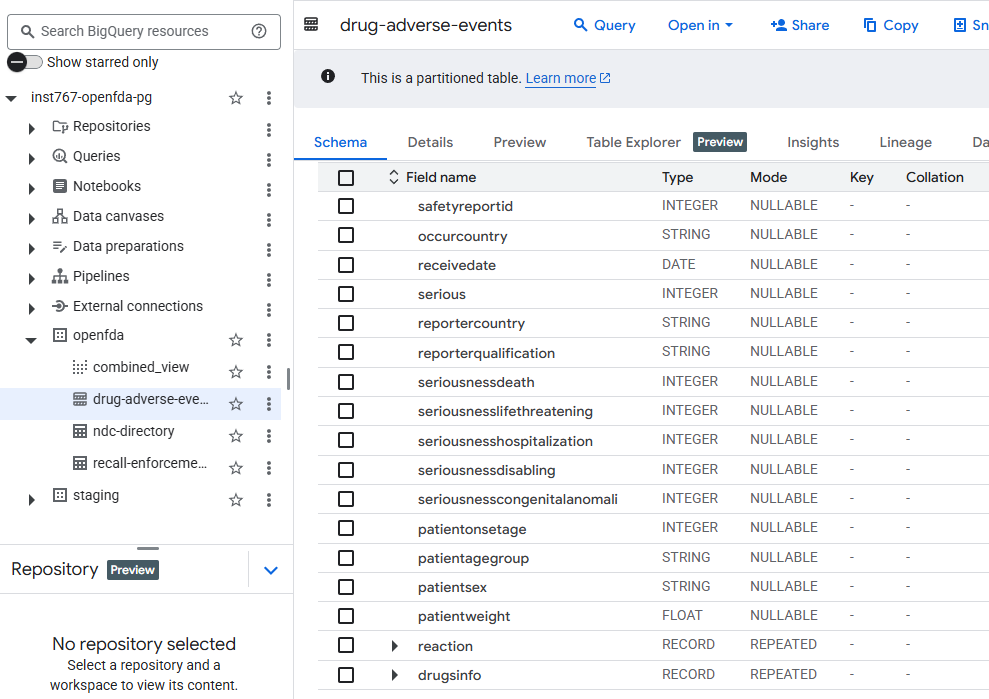 Search BigQuery resources
Show starred only
inst767-openfda-pg
Repositories
Queries
Notebooks
Data canvases
Data preparations
Pipelines
External connections
openfda
combined_view
drug-adverse-eve...
ndc-directory
recall-enforceme...
staging
Repository Preview
No repository selected
Select a repository and a
workspace to view its content.
drug-adverse-events Query Open in Share Copy Sn
This is a partitioned table. Learn more
Schema Details Preview Table Explorer Preview Insights Lineage Da
Field name Type Mode Key Collation
safetyreportid INTEGER NULLABLE - -
occurcountry STRING NULLABLE - -
receivedate DATE NULLABLE - -
serious INTEGER NULLABLE - -
reportercountry STRING NULLABLE - -
reporterqualification STRING NULLABLE - -
seriousnessdeath INTEGER NULLABLE - -
seriousnesslifethreatening INTEGER NULLABLE - -
seriousnesshospitalization INTEGER NULLABLE - -
seriousnessdisabling INTEGER NULLABLE - -
seriousnesscongenitalanomali INTEGER NULLABLE - -
patientonsetage INTEGER NULLABLE - -
patientagegroup STRING NULLABLE - -
patientsex STRING NULLABLE - -
patientweight FLOAT NULLABLE - -
reaction RECORD REPEATED - -
drugsinfo RECORD REPEATED - -